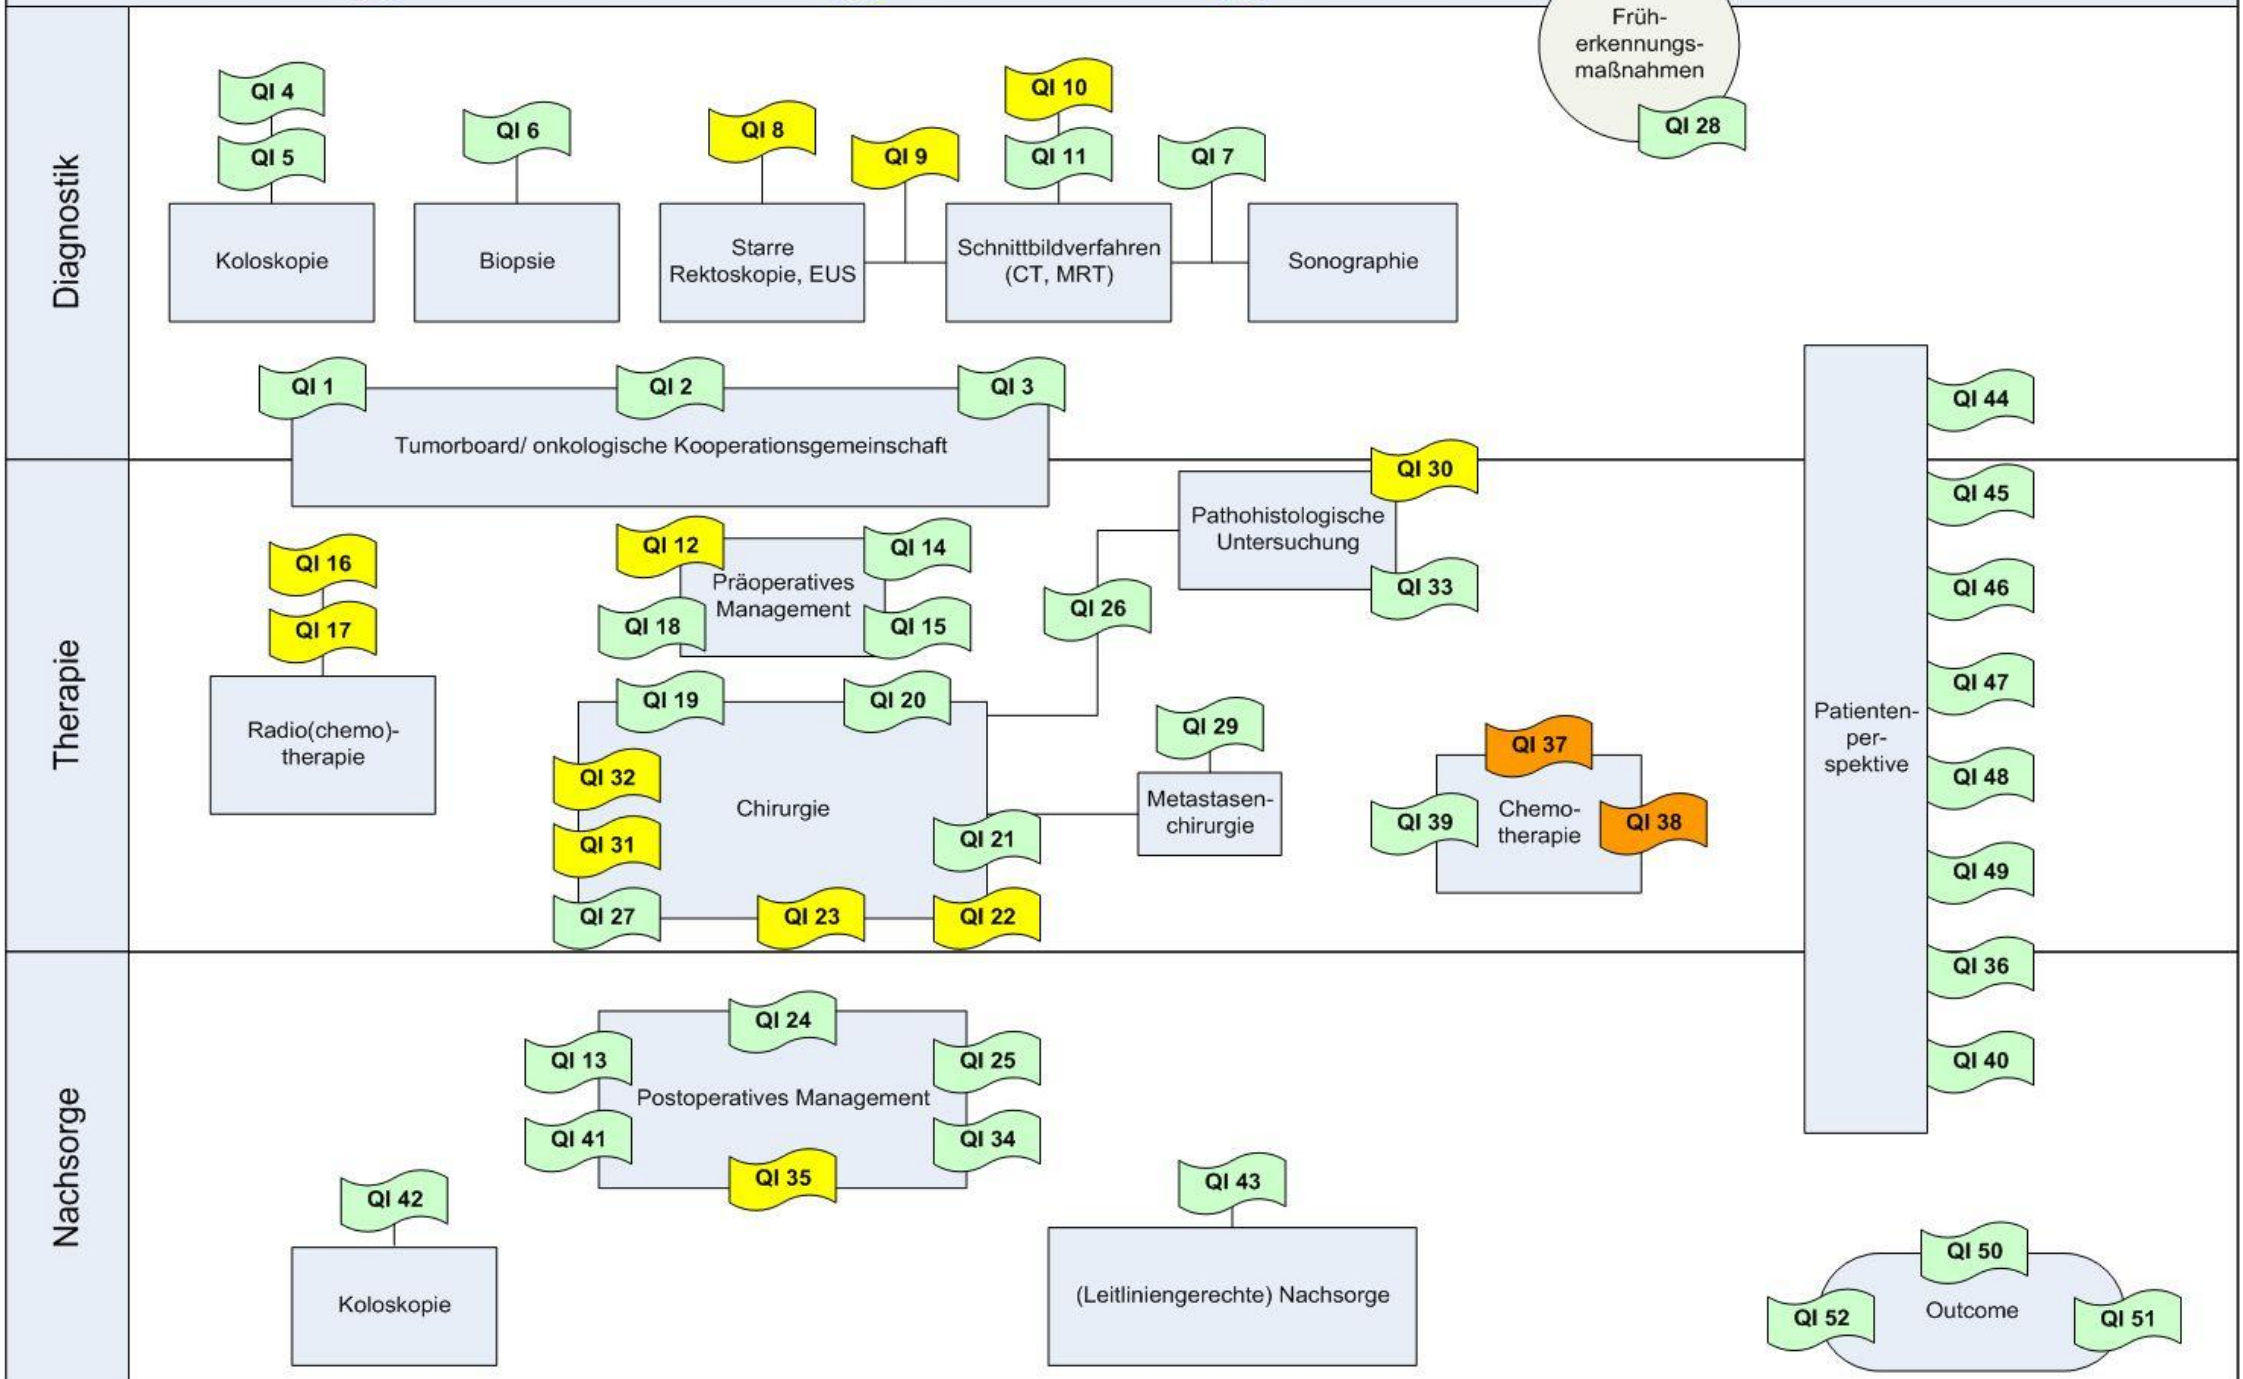 Früh-
erkennungs-
maßnahmen
QI 28
Diagnostik
QI 4
QI 5
Koloskopie
QI 6
Biopsie
QI 8
Starre
Rektoskopie, EUS
QI 9
QI 10
QI 11
Schnittbildverfahren
(CT, MRT)
QI 7
Sonographie
QI 1
QI 2
QI 3
Tumorboard/ onkologische Kooperationsgemeinschaft
Therapie
QI 16
QI 17
Radio(chemo)-
therapie
QI 12
QI 14
Präoperatives
Management
QI 18
QI 15
QI 30
Pathohistologische
Untersuchung
QI 33
QI 26
QI 19
QI 20
QI 32
Chirurgie
QI 31
QI 21
QI 27
QI 23
QI 22
QI 29
Metastasen-
chirurgie
QI 37
QI 39
Chemo-
therapie
QI 38
Patienten-
per-
spektive
QI 44
QI 45
QI 46
QI 47
QI 48
QI 49
QI 36
QI 40
Nachsorge
QI 24
QI 13
QI 25
Postoperatives Management
QI 41
QI 34
QI 35
QI 42
Koloskopie
QI 43
(Leitliniengerechte) Nachsorge
QI 50
QI 52
Outcome
QI 51